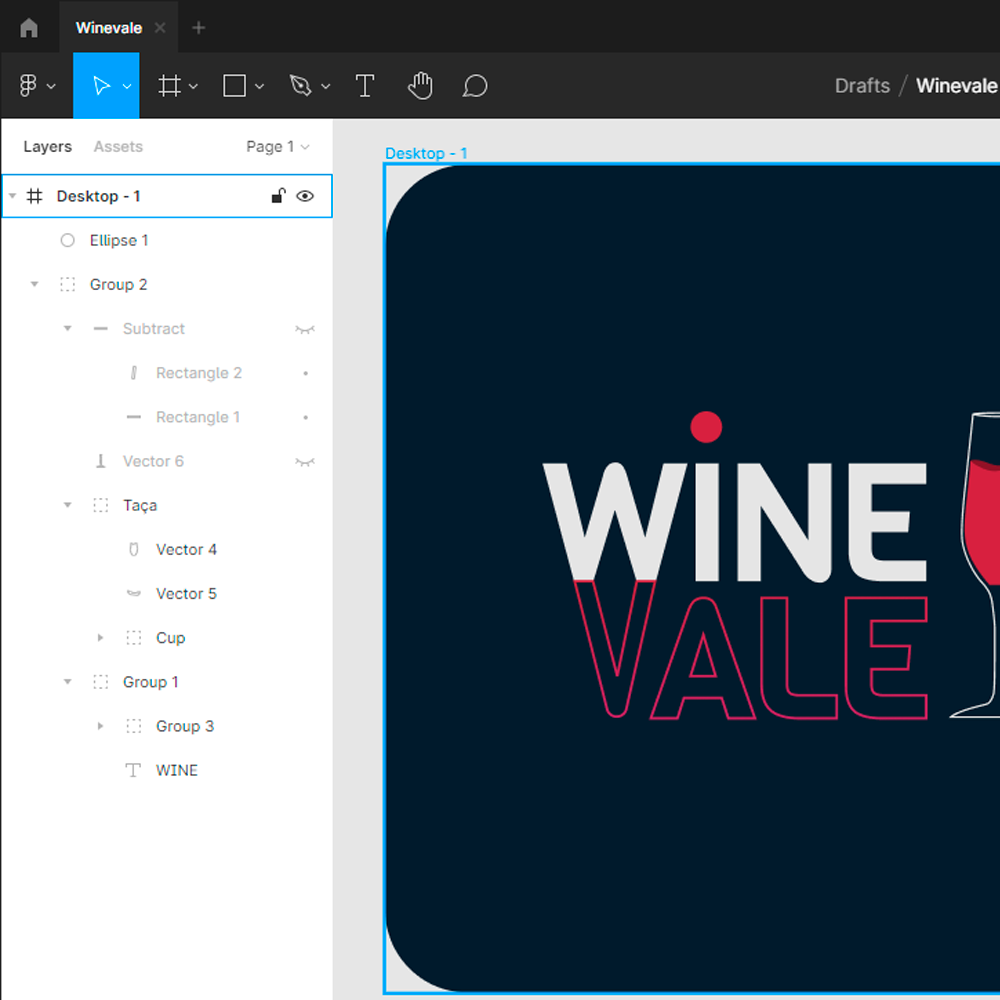 Winevale
Drafts / Winevale
Layers Assets Page 1
Desktop - 1
Desktop - 1
Ellipse 1
Group 2
Subtract
Rectangle 2
Rectangle 1
Vector 6
Taça
Vector 4
Vector 5
Cup
Group 1
Group 3
WINE
WINE
VALE